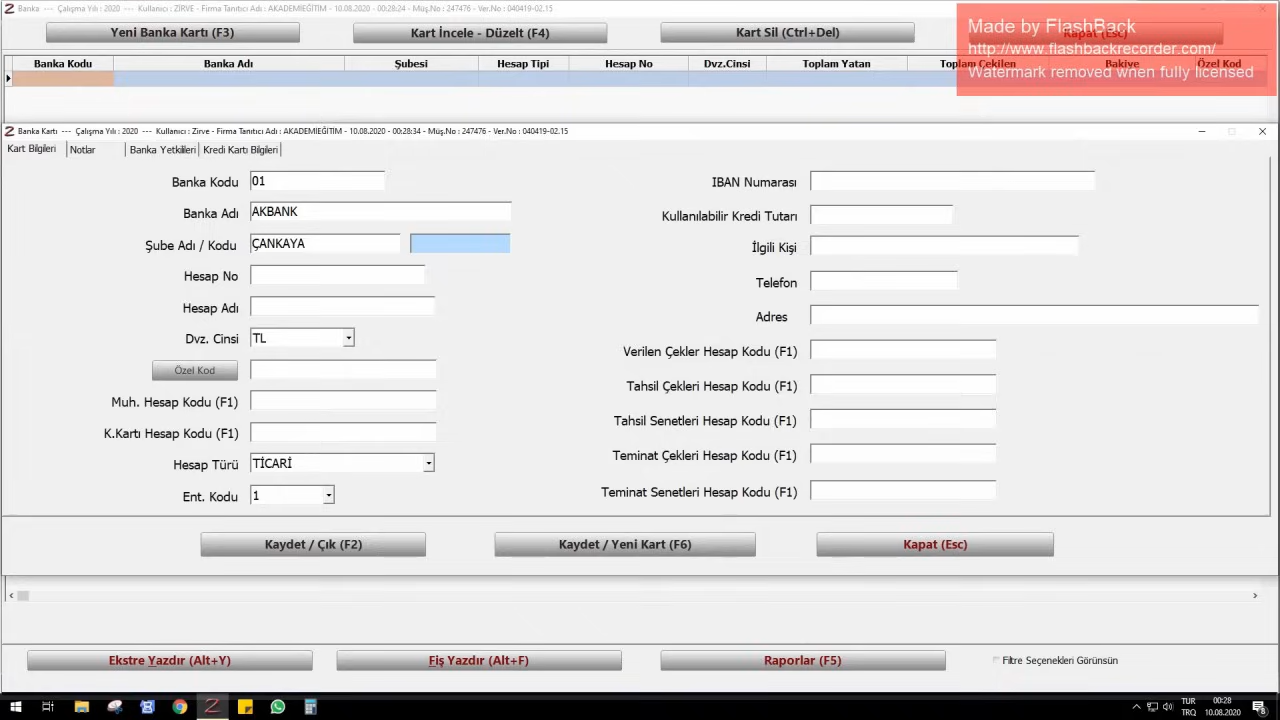 Banka --- Çalışma Yılı : 2020 --- Kullanıcı : ZİRVE - Firma Tanıtıcı Adı : AKADEMİEĞİTİM - 10.08.2020 - 00:28:24 - Müş.No : 247476 - Ver.No : 040419-02.15
Made by FlashBack
http://www.flashbackrecorder.com/
Watermark removed when fully licensed
Yeni Banka Kartı (F3)
Kart İncele - Düzelt (F4)
Kart Sil (Ctrl+Del)
Kapat (Esc)
Banka Kodu Banka Adı Şubesi Hesap Tipi Hesap No Dvz.Cinsi Toplam Yatan Toplam Çekilen Bakiye Özel Kod
Banka Kartı --- Çalışma Yılı : 2020 --- Kullanıcı : Zirve - Firma Tanıtıcı Adı : AKADEMİEĞİTİM - 10.08.2020 - 00:28:34 - Müş.No : 247476 - Ver.No : 040419-02.15
Kart Bilgileri Notlar Banka Yetkilileri Kredi Kartı Bilgileri
Banka Kodu 01
Banka Adı AKBANK
Şube Adı / Kodu ÇANKAYA
Hesap No
Hesap Adı
Dvz. Cinsi TL
Özel Kod
Muh. Hesap Kodu (F1)
K.Kartı Hesap Kodu (F1)
Hesap Türü TİCARİ
Ent. Kodu 1
IBAN Numarası
Kullanılabilir Kredi Tutarı
İlgili Kişi
Telefon
Adres
Verilen Çekler Hesap Kodu (F1)
Tahsil Çekleri Hesap Kodu (F1)
Tahsil Senetleri Hesap Kodu (F1)
Teminat Çekleri Hesap Kodu (F1)
Teminat Senetleri Hesap Kodu (F1)
Kaydet / Çık (F2)
Kaydet / Yeni Kart (F6)
Kapat (Esc)
Ekstre Yazdır (Alt+Y)
Fiş Yazdır (Alt+F)
Raporlar (F5)
Filtre Seçenekleri Görünsün
TUR
TRQ
00:28
10.08.2020
8